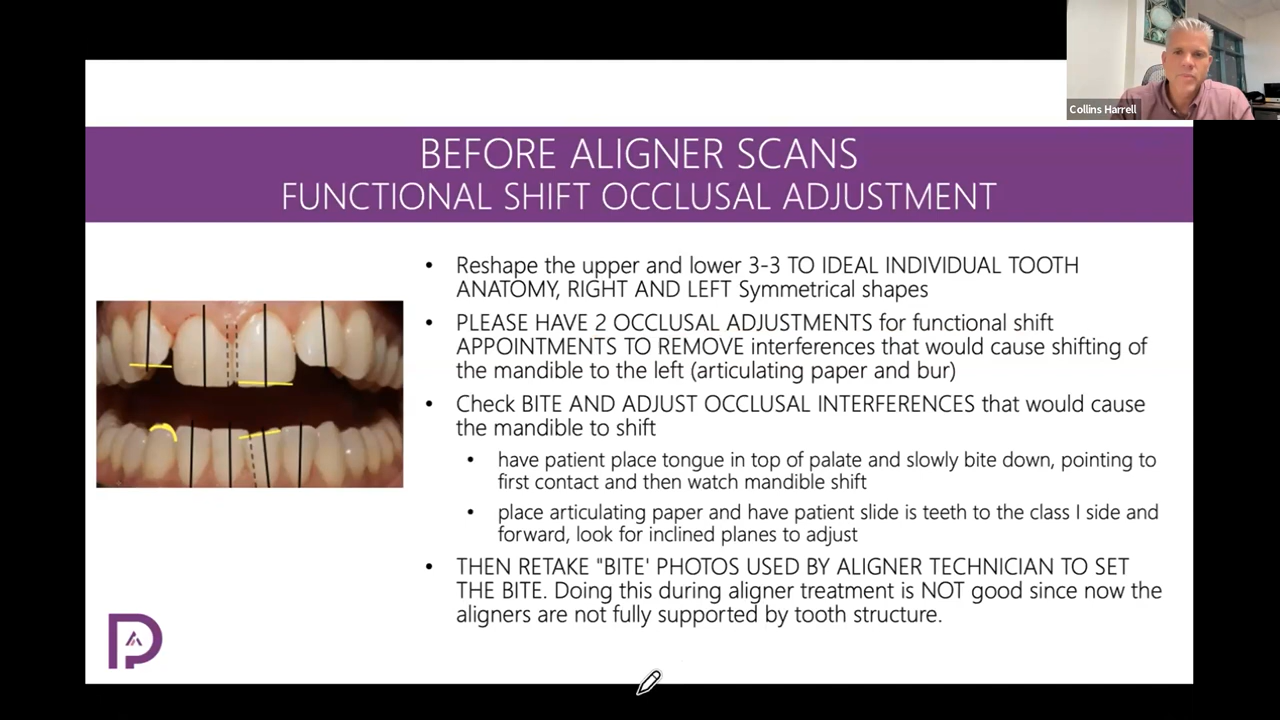 Collins Harrell
BEFORE ALIGNER SCANS
FUNCTIONAL SHIFT OCCLUSAL ADJUSTMENT
• Reshape the upper and lower 3-3 TO IDEAL INDIVIDUAL TOOTH
ANATOMY, RIGHT AND LEFT Symmetrical shapes
• PLEASE HAVE 2 OCCLUSAL ADJUSTMENTS for functional shift
APPOINTMENTS TO REMOVE interferences that would cause shifting of
the mandible to the left (articulating paper and bur)
• Check BITE AND ADJUST OCCLUSAL INTERFERENCES that would cause
the mandible to shift
• have patient place tongue in top of palate and slowly bite down, pointing to
first contact and then watch mandible shift
• place articulating paper and have patient slide is teeth to the class I side and
forward, look for inclined planes to adjust
• THEN RETAKE "BITE' PHOTOS USED BY ALIGNER TECHNICIAN TO SET
THE BITE. Doing this during aligner treatment is NOT good since now the
aligners are not fully supported by tooth structure.